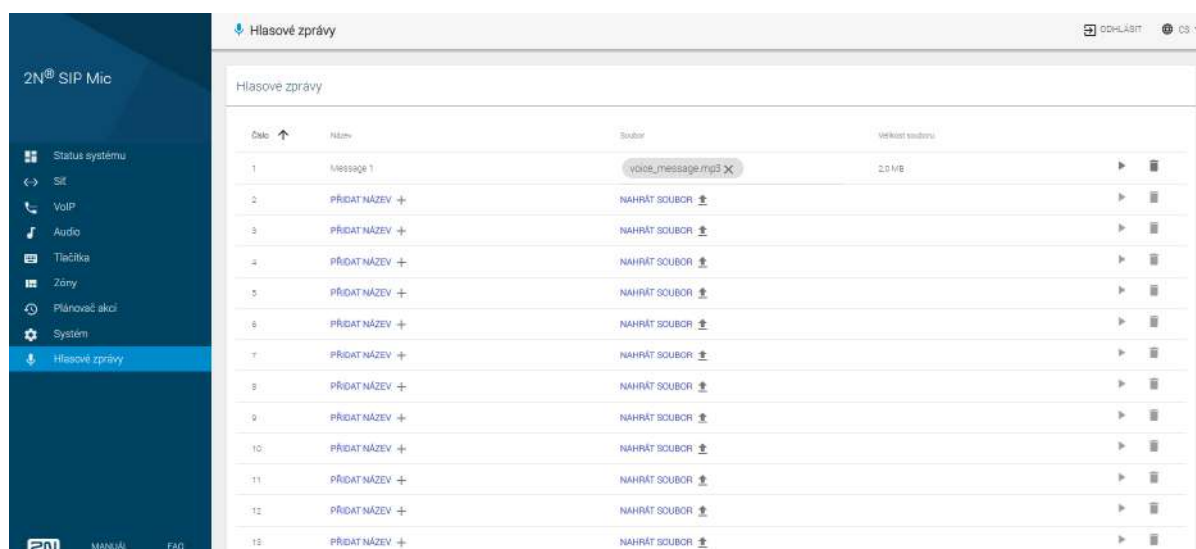 Hlasové zprávy
ODHLÁSIT CS
2N® SIP Mic
Hlasové zprávy
Číslo Název Soubor Velikost souboru
Status systému
Síť
VoIP
Audio
Tlačítka
Zóny
Plánovač akcí
Systém
Hlasové zprávy
1 Message 1 voice_message.mp3 2,0 MB
2 PŘIDAT NÁZEV + NAHRÁT SOUBOR
3 PŘIDAT NÁZEV + NAHRÁT SOUBOR
4 PŘIDAT NÁZEV + NAHRÁT SOUBOR
5 PŘIDAT NÁZEV + NAHRÁT SOUBOR
6 PŘIDAT NÁZEV + NAHRÁT SOUBOR
7 PŘIDAT NÁZEV + NAHRÁT SOUBOR
8 PŘIDAT NÁZEV + NAHRÁT SOUBOR
9 PŘIDAT NÁZEV + NAHRÁT SOUBOR
10 PŘIDAT NÁZEV + NAHRÁT SOUBOR
11 PŘIDAT NÁZEV + NAHRÁT SOUBOR
12 PŘIDAT NÁZEV + NAHRÁT SOUBOR
13 PŘIDAT NÁZEV + NAHRÁT SOUBOR
2N MANUÁL FAQ